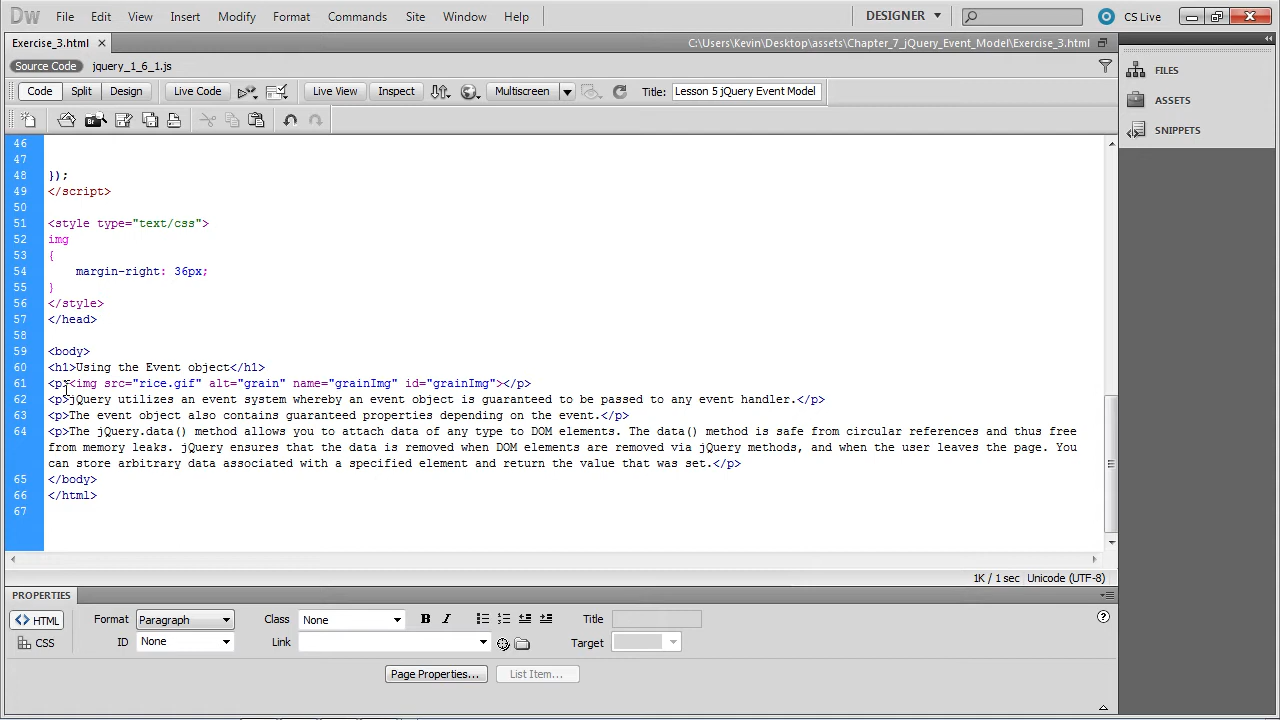 Dw File Edit View Insert Modify Format Commands Site Window Help DESIGNER CS Live
Exercise_3.html C:\Users\Kevin\Desktop\assets\Chapter_7_jQuery_Event_Model\Exercise_3.html
Source Code jquery_1_6_1.js
Code Split Design Live Code Live View Inspect Multiscreen Title: Lesson 5 jQuery Event Model
FILES
ASSETS
SNIPPETS
46
47
48 });
49 </script>
50
51 <style type="text/css">
52 img
53 {
54 margin-right: 36px;
55 }
56 </style>
57 </head>
58
59 <body>
60 <h1>Using the Event object</h1>
61 <p><img src="rice.gif" alt="grain" name="grainImg" id="grainImg"></p>
62 <p>jQuery utilizes an event system whereby an event object is guaranteed to be passed to any event handler.</p>
63 <p>The event object also contains guaranteed properties depending on the event.</p>
64 <p>The jQuery.data() method allows you to attach data of any type to DOM elements. The data() method is safe from circular references and thus free
from memory leaks. jQuery ensures that the data is removed when DOM elements are removed via jQuery methods, and when the user leaves the page. You
can store arbitrary data associated with a specified element and return the value that was set.</p>
65 </body>
66 </html>
67
1K / 1 sec Unicode (UTF-8)
PROPERTIES
<> HTML Format Paragraph Class None B I Title
CSS ID None Link Target
Page Properties... List Item...